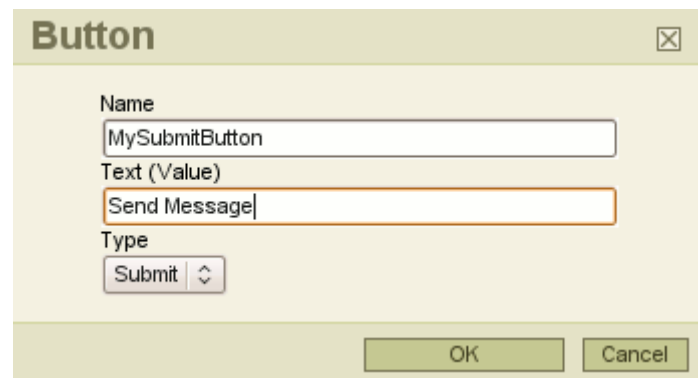 Button
Name
MySubmitButton
Text (Value)
Send Message
Type
Submit
OK Cancel